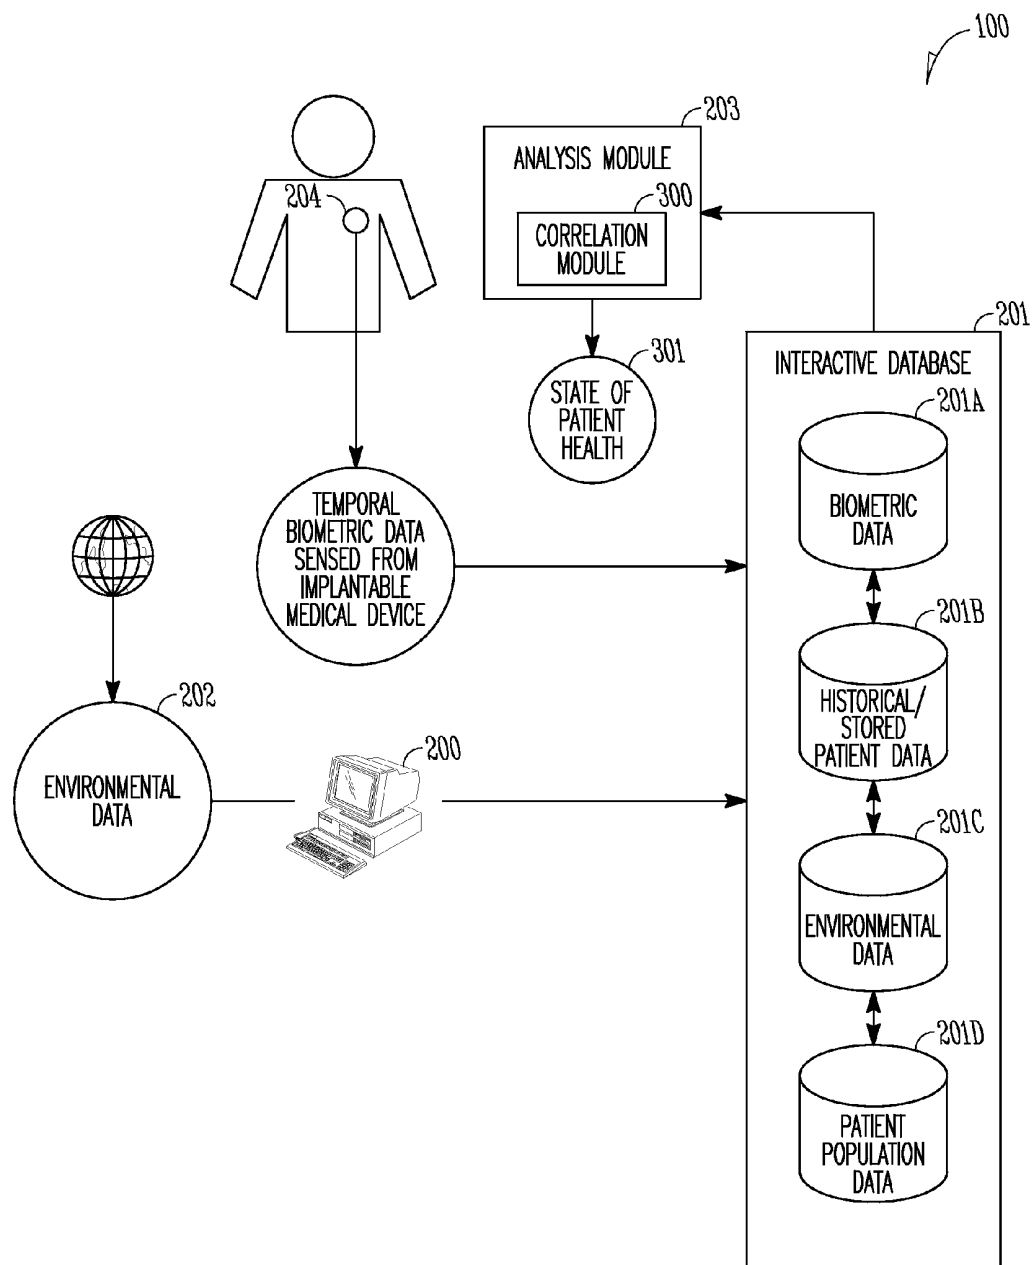 100
203
ANALYSIS MODULE
204
300
CORRELATION
MODULE
201
301
INTERACTIVE DATABASE
STATE OF
PATIENT
HEALTH
201A
BIOMETRIC
DATA
TEMPORAL
BIOMETRIC DATA
SENSED FROM
IMPLANTABLE
MEDICAL DEVICE
201B
HISTORICAL/
STORED
PATIENT DATA
202
ENVIRONMENTAL
DATA
200
201C
ENVIRONMENTAL
DATA
201D
PATIENT
POPULATION
DATA